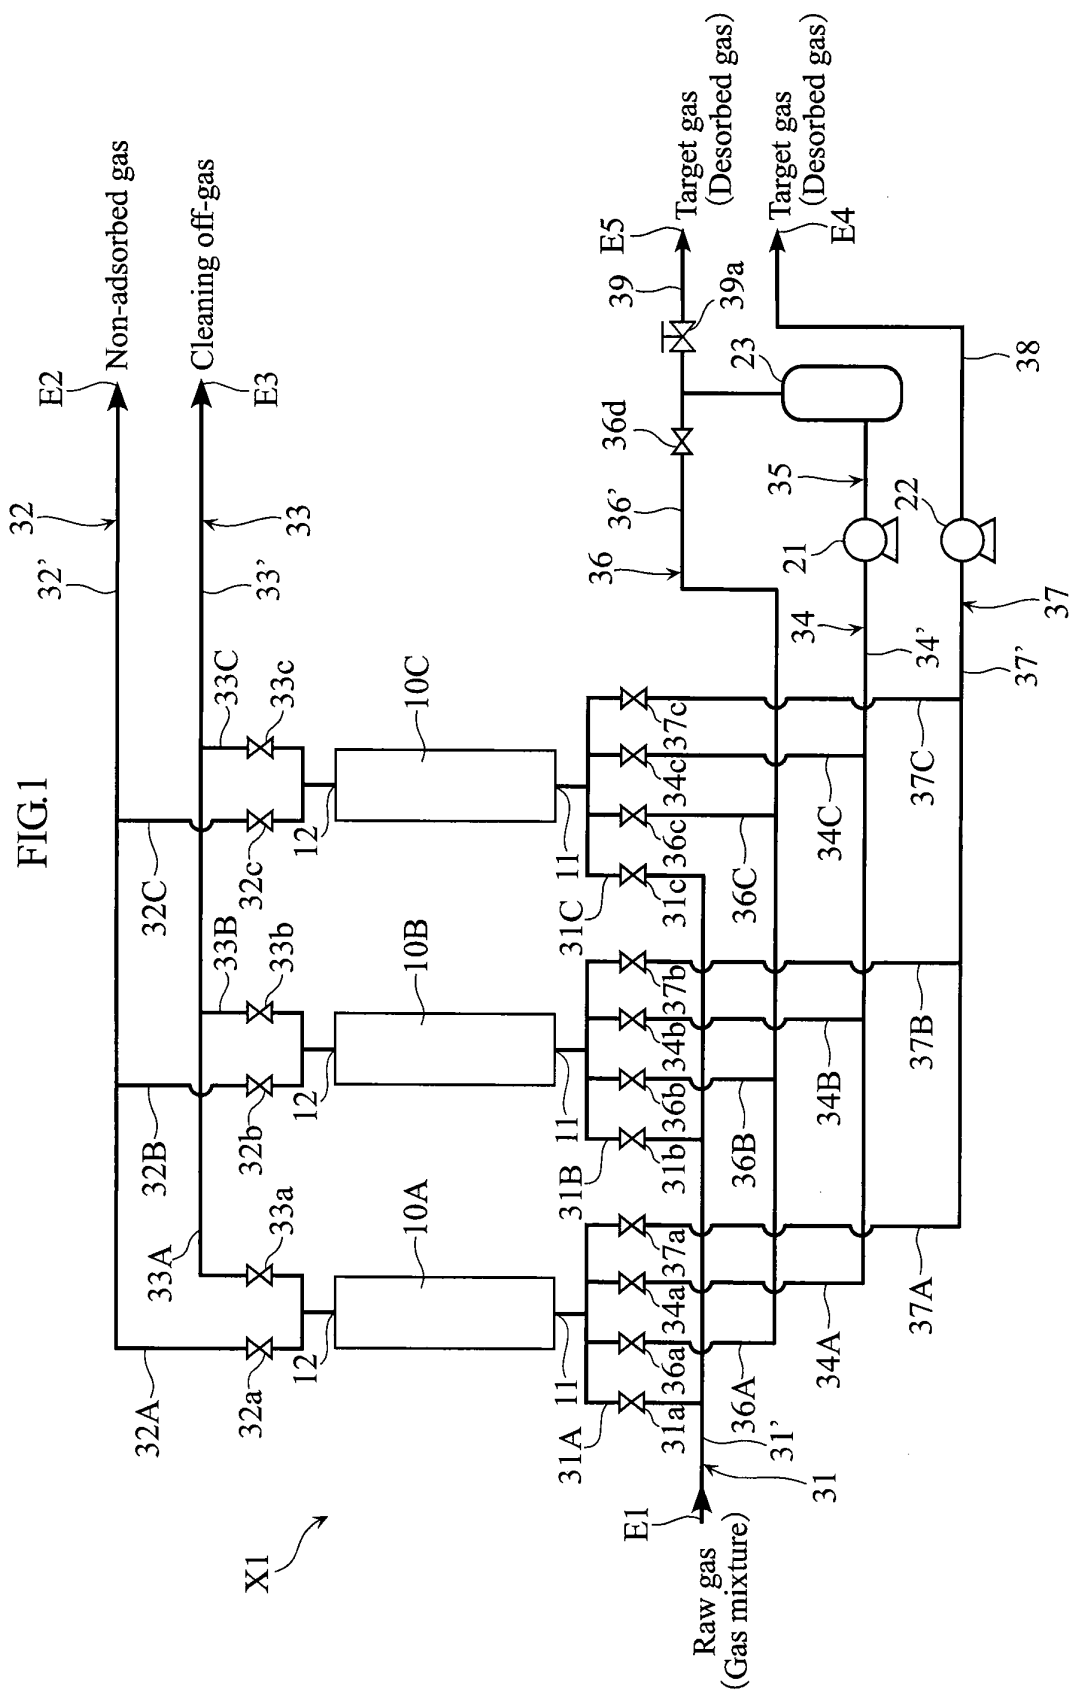 FIG.1
X1
32
32'
E2
Non-adsorbed gas
33
33'
E3
Cleaning off-gas
32A
33A
32B
33B
32C
33C
32a
33a
32b
33b
32c
33c
12
12
12
10A
10B
10C
11
11
11
31A
31B
31C
31a
36a
34a
37a
31b
36b
34b
37b
31c
36c
34c
37c
36
36'
36d
39
39a
E5
Target gas
(Desorbed gas)
E1
Raw gas
(Gas mixture)
31
31'
36A
36B
36C
23
E4
Target gas
(Desorbed gas)
34A
34B
34C
34
34'
21
35
22
37A
37B
37C
37'
37
38